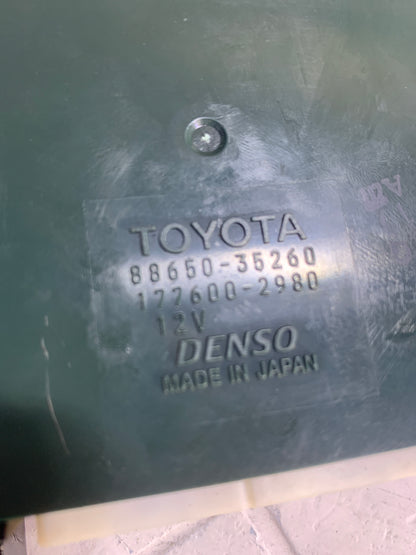 TOYOTA
88650-35260
177600-2980
12V
DENSO
MADE IN JAPAN